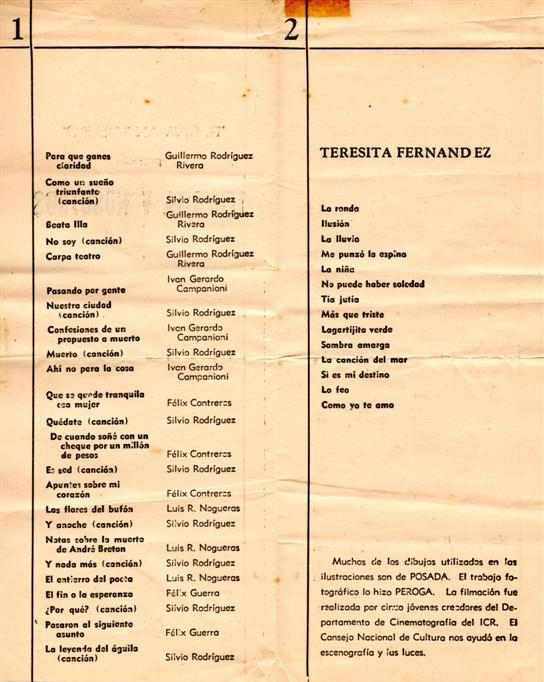 1
Para que ganes
claridad
Guillermo Rodríguez
Rivera
Como un sueño
triunfante
(canción)
Silvio Rodríguez
Beata Illa
Guillermo Rodríguez
Rivera
No soy (canción)
Silvio Rodríguez
Carpa teatro
Guillermo Rodríguez
Rivera
Pasando por gente
Ivan Gerardo
Campanioni
Nuestra ciudad
(canción)
Silvio Rodríguez
Confesiones de un
propuesto a muerto
Ivan Gerardo
Campanioni
Muerto (canción)
Silvio Rodríguez
Ahí no para la cosa
Ivan Gerardo
Campanioni
Que se quede tranquila
esa mujer
Félix Contreras
Quédate (canción)
Silvio Rodríguez
De cuando soñé con un
cheque por un millón
de pesos
Félix Contreras
Es sed (canción)
Silvio Rodríguez
Apuntes sobre mi
corazón
Félix Contreras
Las flores del bufón
Luis R. Nogueras
Y anoche (canción)
Silvio Rodríguez
Notas sobre la muerte
de André Breton
Luis R. Nogueras
Y nada más (canción)
Silvio Rodríguez
El entierro del poeta
Luis R. Nogueras
El fin o la esperanza
Félix Guerra
¿Por qué? (canción)
Silvio Rodríguez
Pasaron al siguiente
asunto
Félix Guerra
La leyenda del águila
(canción)
Silvio Rodríguez
2
TERESITA FERNANDEZ
La ronda
Ilusión
La lluvia
Me punzó la espina
La niña
No puede haber soledad
Tía jutía
Más que triste
Lagartijita verde
Sombra amarga
La canción del mar
Si es mi destino
Lo feo
Como yo te amo
Muchos de los dibujos utilizados en las
ilustraciones son de POSADA. El trabajo fo-
tográfico lo hizo PEROGA. La filmación fue
realizada por cinco jóvenes creadores del De-
partamento de Cinematografía del ICR. El
Consejo Nacional de Cultura nos ayudó en la
escenografía y las luces.